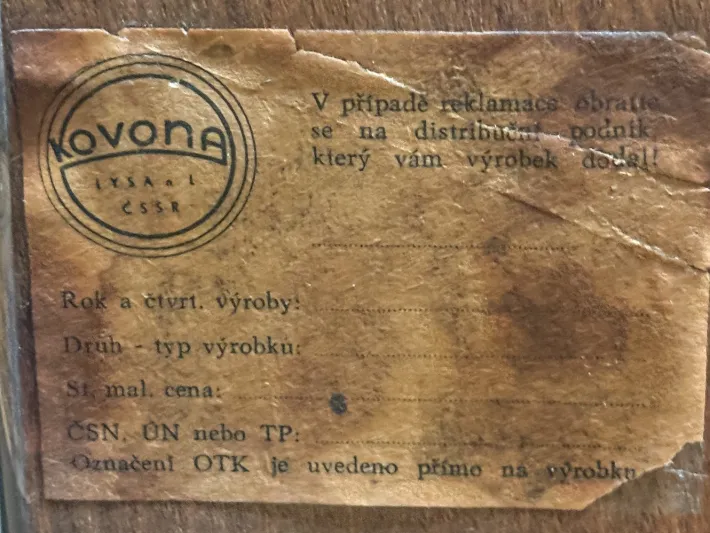 KOVONA
LYSA n L
ČSSR
V případě reklamace obraťte
se na distribuční podnik,
který vám výrobek dodal!
Rok a čtvrt. výroby:
Druh - typ výrobku:
St. mal. cena:
ČSN, ÚN nebo TP:
Označení OTK je uvedeno přímo na výrobku